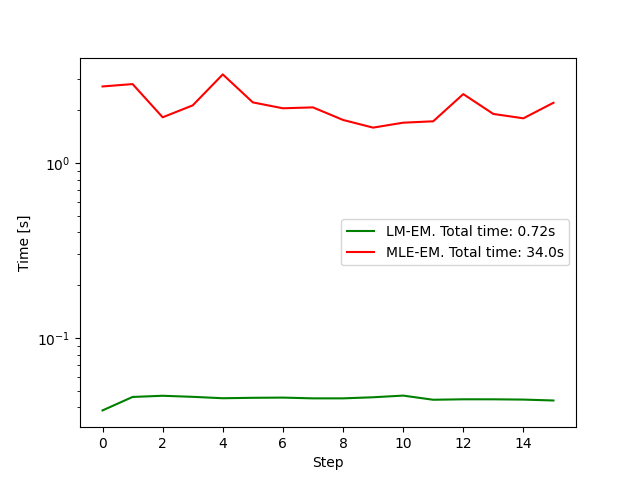 10⁰
10⁻¹
Time [s]
LM-EM. Total time: 0.72s
MLE-EM. Total time: 34.0s
0 2 4 6 8 10 12 14
Step